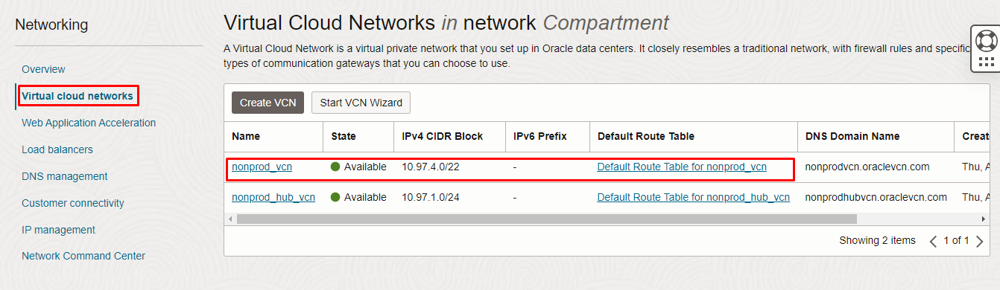 Networking
Overview
Virtual cloud networks
Web Application Acceleration
Load balancers
DNS management
Customer connectivity
IP management
Network Command Center
Virtual Cloud Networks in network Compartment
A Virtual Cloud Network is a virtual private network that you set up in Oracle data centers. It closely resembles a traditional network, with firewall rules and specific
types of communication gateways that you can choose to use.
Create VCN Start VCN Wizard
Name State IPv4 CIDR Block IPv6 Prefix Default Route Table DNS Domain Name Create
nonprod_vcn Available 10.97.4.0/22 - Default Route Table for nonprod_vcn nonprodvcn.oraclevcn.com Thu, A
nonprod_hub_vcn Available 10.97.1.0/24 - Default Route Table for nonprod_hub_vcn nonprodhubvcn.oraclevcn.com Thu, A
Showing 2 items 1 of 1